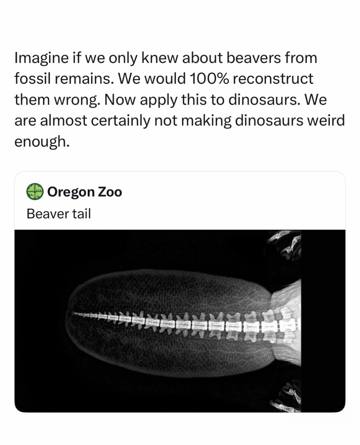 Imagine if we only knew about beavers from
fossil remains. We would 100% reconstruct
them wrong. Now apply this to dinosaurs. We
are almost certainly not making dinosaurs weird
enough.
Oregon Zoo
Beaver tail